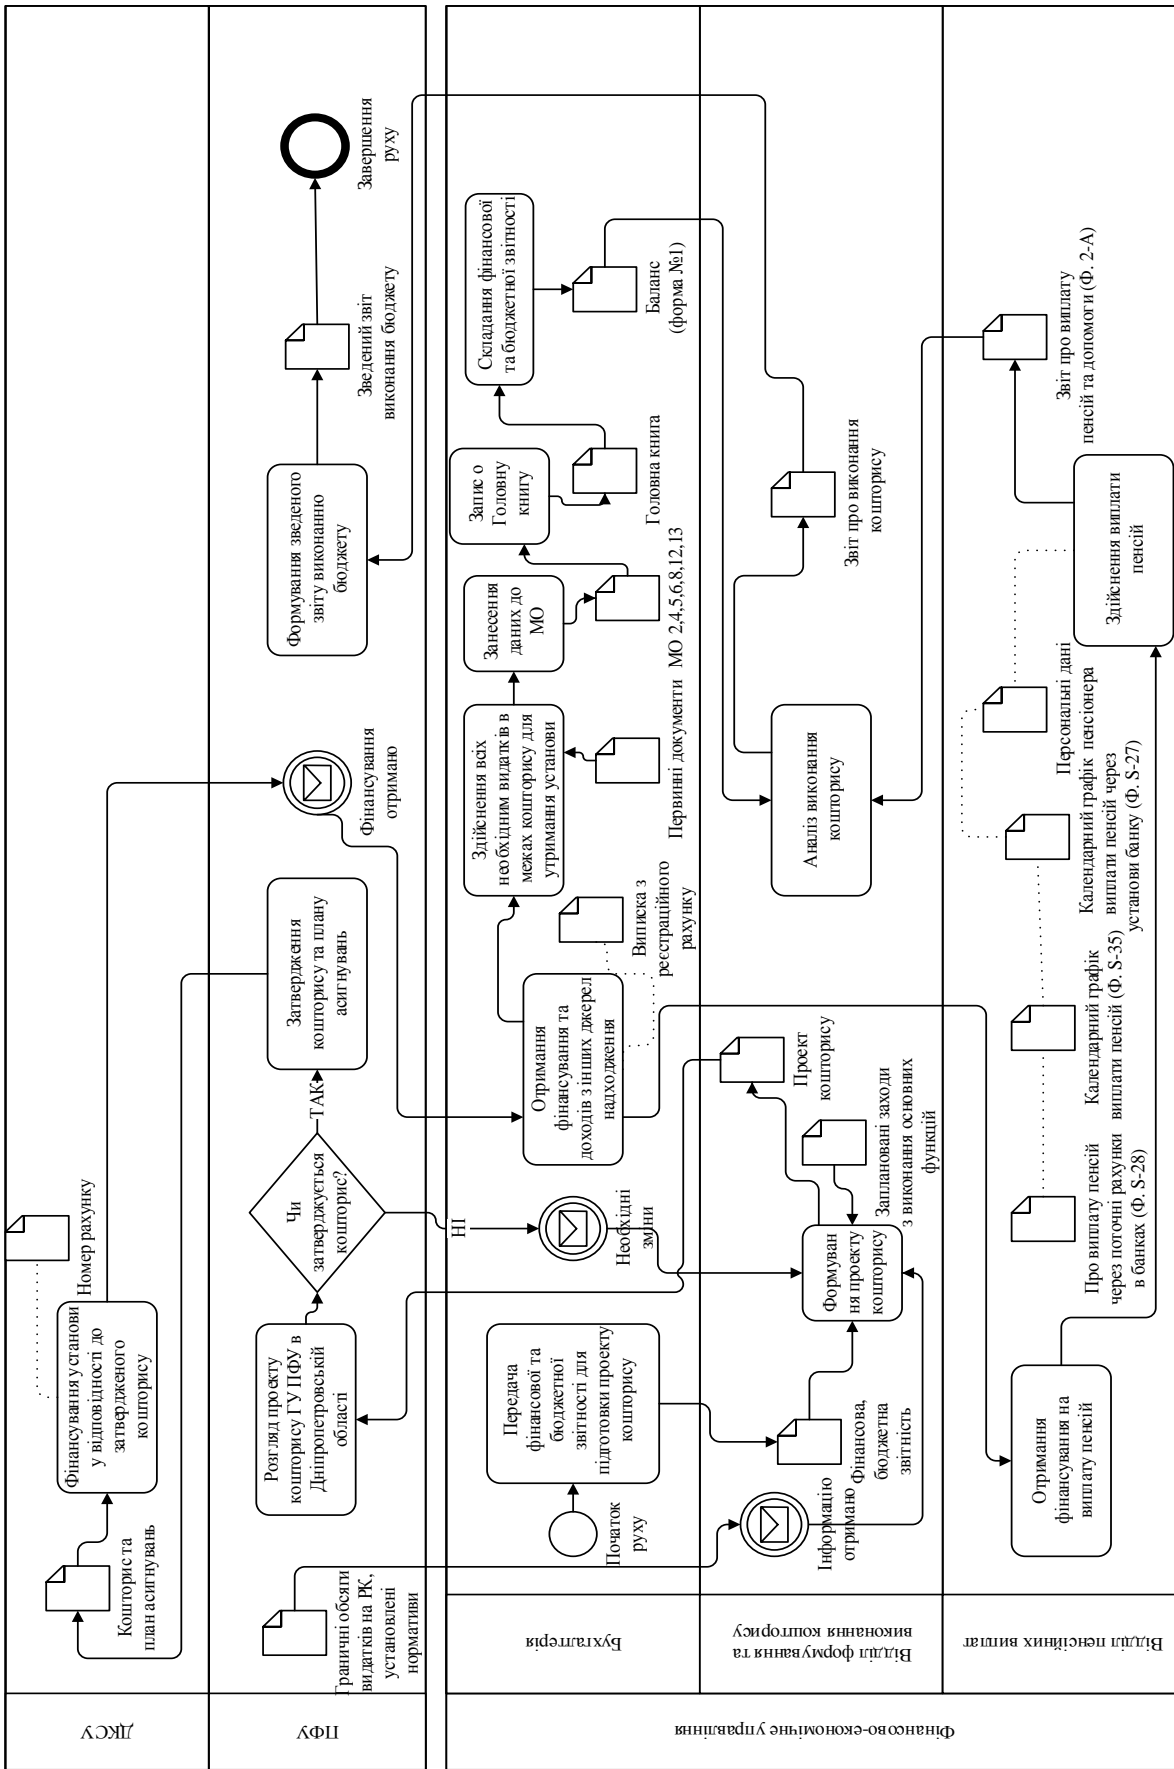 ДКСУ
Кошторис та
план асигнувань
Фінансування установи
у відповідності до
затвердженого
кошторису
Номер рахунку
ПФУ
Граничні обсяги
видатків на РК,
установлені
нормативи
Розгляд проекту
кошторису ГУ ПФУ в
Дніпропетровській
області
Чи
затверджується
кошторис?
ТАК
НІ
Затвердження
кошторису та плану
асигнувань
Фінансування
отримано
Формування зведеного
звіту виконанню
бюджету
Зведений звіт
виконання бюджету
Завершення
руху
Фінансово-економічне управління
Бухгалтерія
Початок
руху
Передача
фінансової та
бюджетної
звітності для
підготовки проекту
кошторису
Необхідні
зміни
Отримання
фінансування та
доходів з інших джерел
надходження
Виписка з
реєстраційного
рахунку
Здійснення всіх
необхідним видатків в
межах кошторису для
утримання установи
Первинні документи
Занесення
даних до
МО
МО 2,4,5,6,8,12,13
Запис о
Головну
книгу
Головна книга
Складання фінансової
та бюджетної звітності
Баланс
(форма №1)
Відділ формування та
виконання кошторису
Інформацію
отримано
Фінансова,
бюджетна
звітність
Формуван
ня проекту
кошторису
Заплановані заходи
з виконання основних
функцій
Проект
кошторису
Аналіз виконання
кошторису
Звіт про виконання
кошторису
Відділ пенсійних виплат
Отримання
фінансування на
виплату пенсій
Про виплату пенсій
через поточні рахунки
в банках (Ф. S-28)
Календарний графік
виплати пенсій (Ф. S-35)
Календарний графік
виплати пенсій через
установи банку (Ф. S-27)
Персональні дані
пенсіонера
Здійснення виплати
пенсій
Звіт про виплату
пенсій та допомоги (Ф. 2-А)